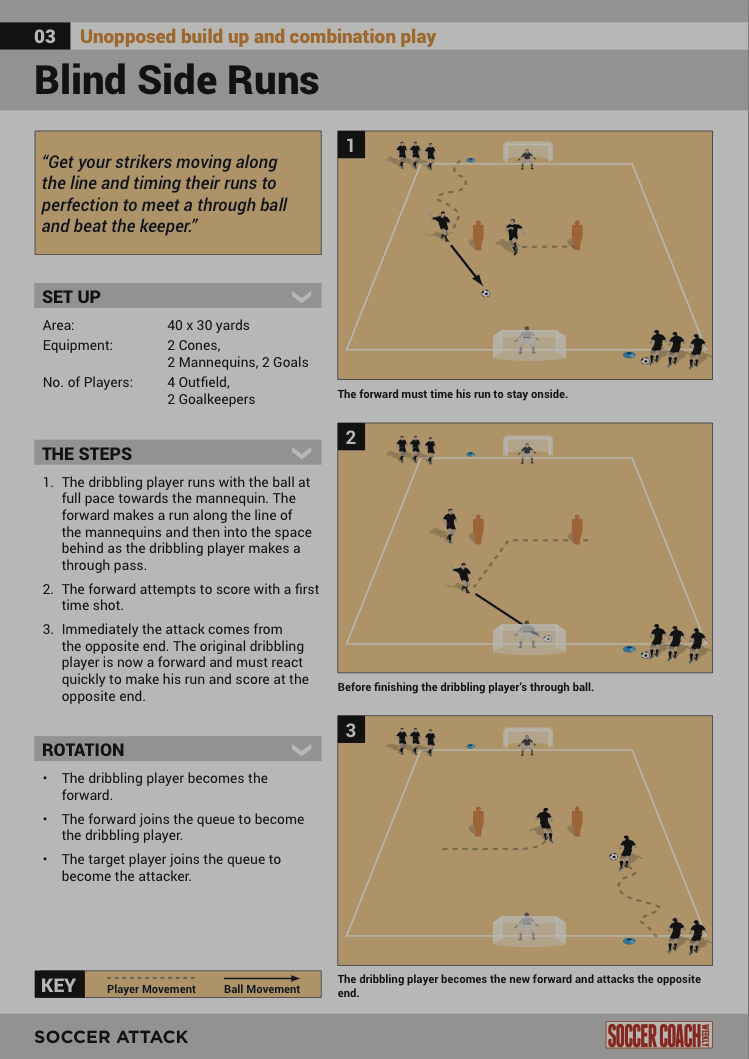 03 Unopposed build up and combination play
Blind Side Runs
“Get your strikers moving along
the line and timing their runs to
perfection to meet a through ball
and beat the keeper.”
SET UP
Area: 40 x 30 yards
Equipment: 2 Cones,
2 Mannequins, 2 Goals
No. of Players: 4 Outfield,
2 Goalkeepers
THE STEPS
1. The dribbling player runs with the ball at
full pace towards the mannequin. The
forward makes a run along the line of
the mannequins and then into the space
behind as the dribbling player makes a
through pass.
2. The forward attempts to score with a first
time shot.
3. Immediately the attack comes from
the opposite end. The original dribbling
player is now a forward and must react
quickly to make his run and score at the
opposite end.
ROTATION
• The dribbling player becomes the
forward.
• The forward joins the queue to become
the dribbling player.
• The target player joins the queue to
become the attacker.
KEY
Player Movement
Ball Movement
1
The forward must time his run to stay onside.
2
Before finishing the dribbling player’s through ball.
3
The dribbling player becomes the new forward and attacks the opposite
end.
SOCCER ATTACK
SOCCER COACH WEEKLY